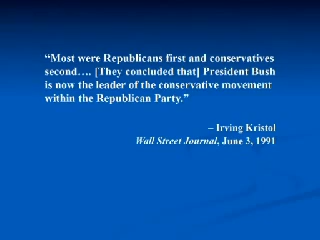 “Most were Republicans first and conservatives
second…. [They concluded that] President Bush
is now the leader of the conservative movement
within the Republican Party.”
– Irving Kristol
Wall Street Journal, June 3, 1991